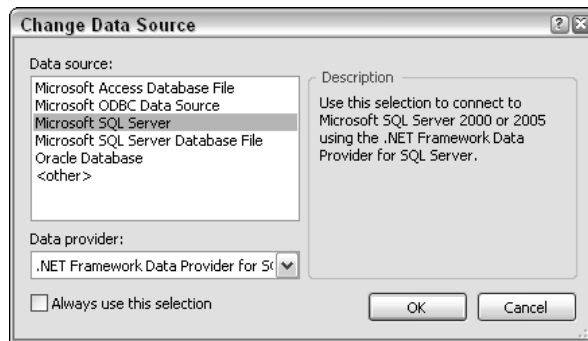 Change Data Source
Data source:
Microsoft Access Database File
Microsoft ODBC Data Source
Microsoft SQL Server
Microsoft SQL Server Database File
Oracle Database
<other>
Description
Use this selection to connect to
Microsoft SQL Server 2000 or 2005
using the .NET Framework Data
Provider for SQL Server.
Data provider:
.NET Framework Data Provider for
Always use this selection
OK
Cancel